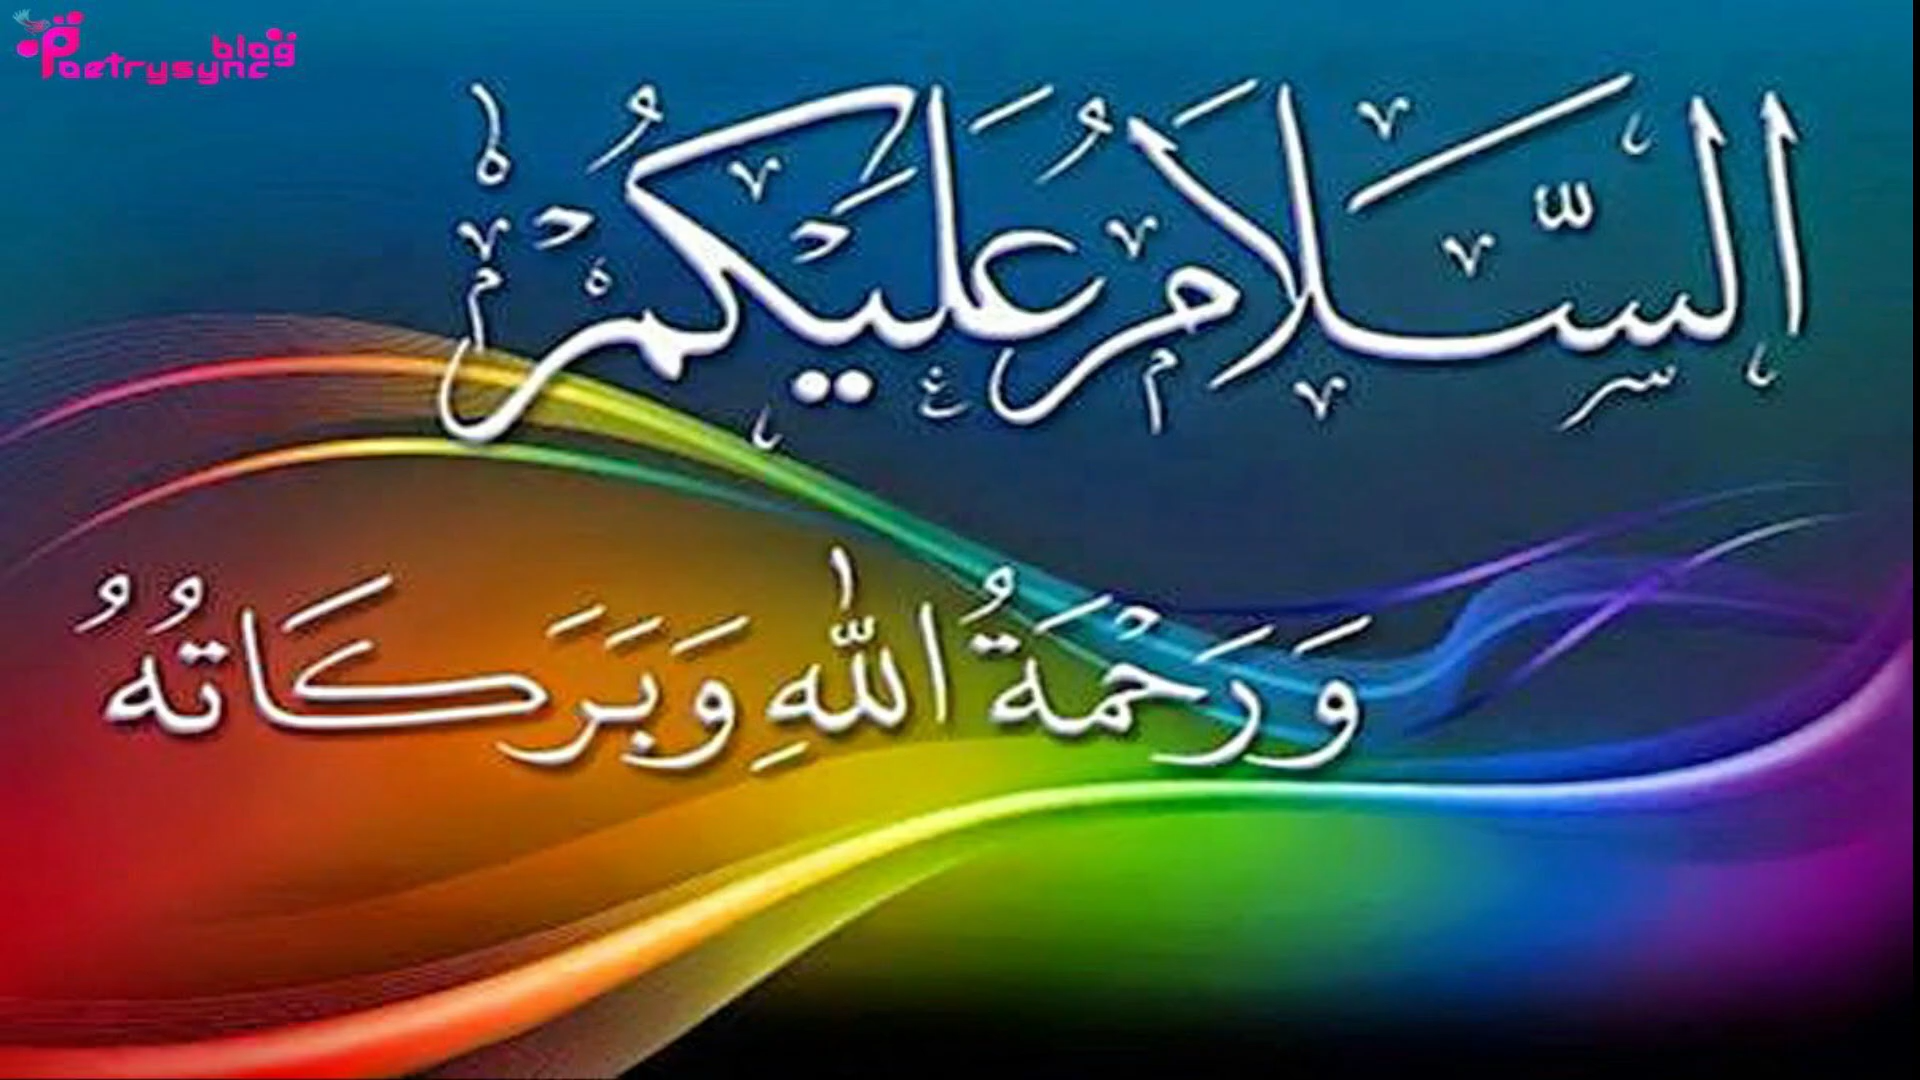 Poetrysync blog
السَّلَامُ عَلَيْكُمْ
وَرَحْمَةُ اللّٰهِ وَبَرَكَاتُهُ